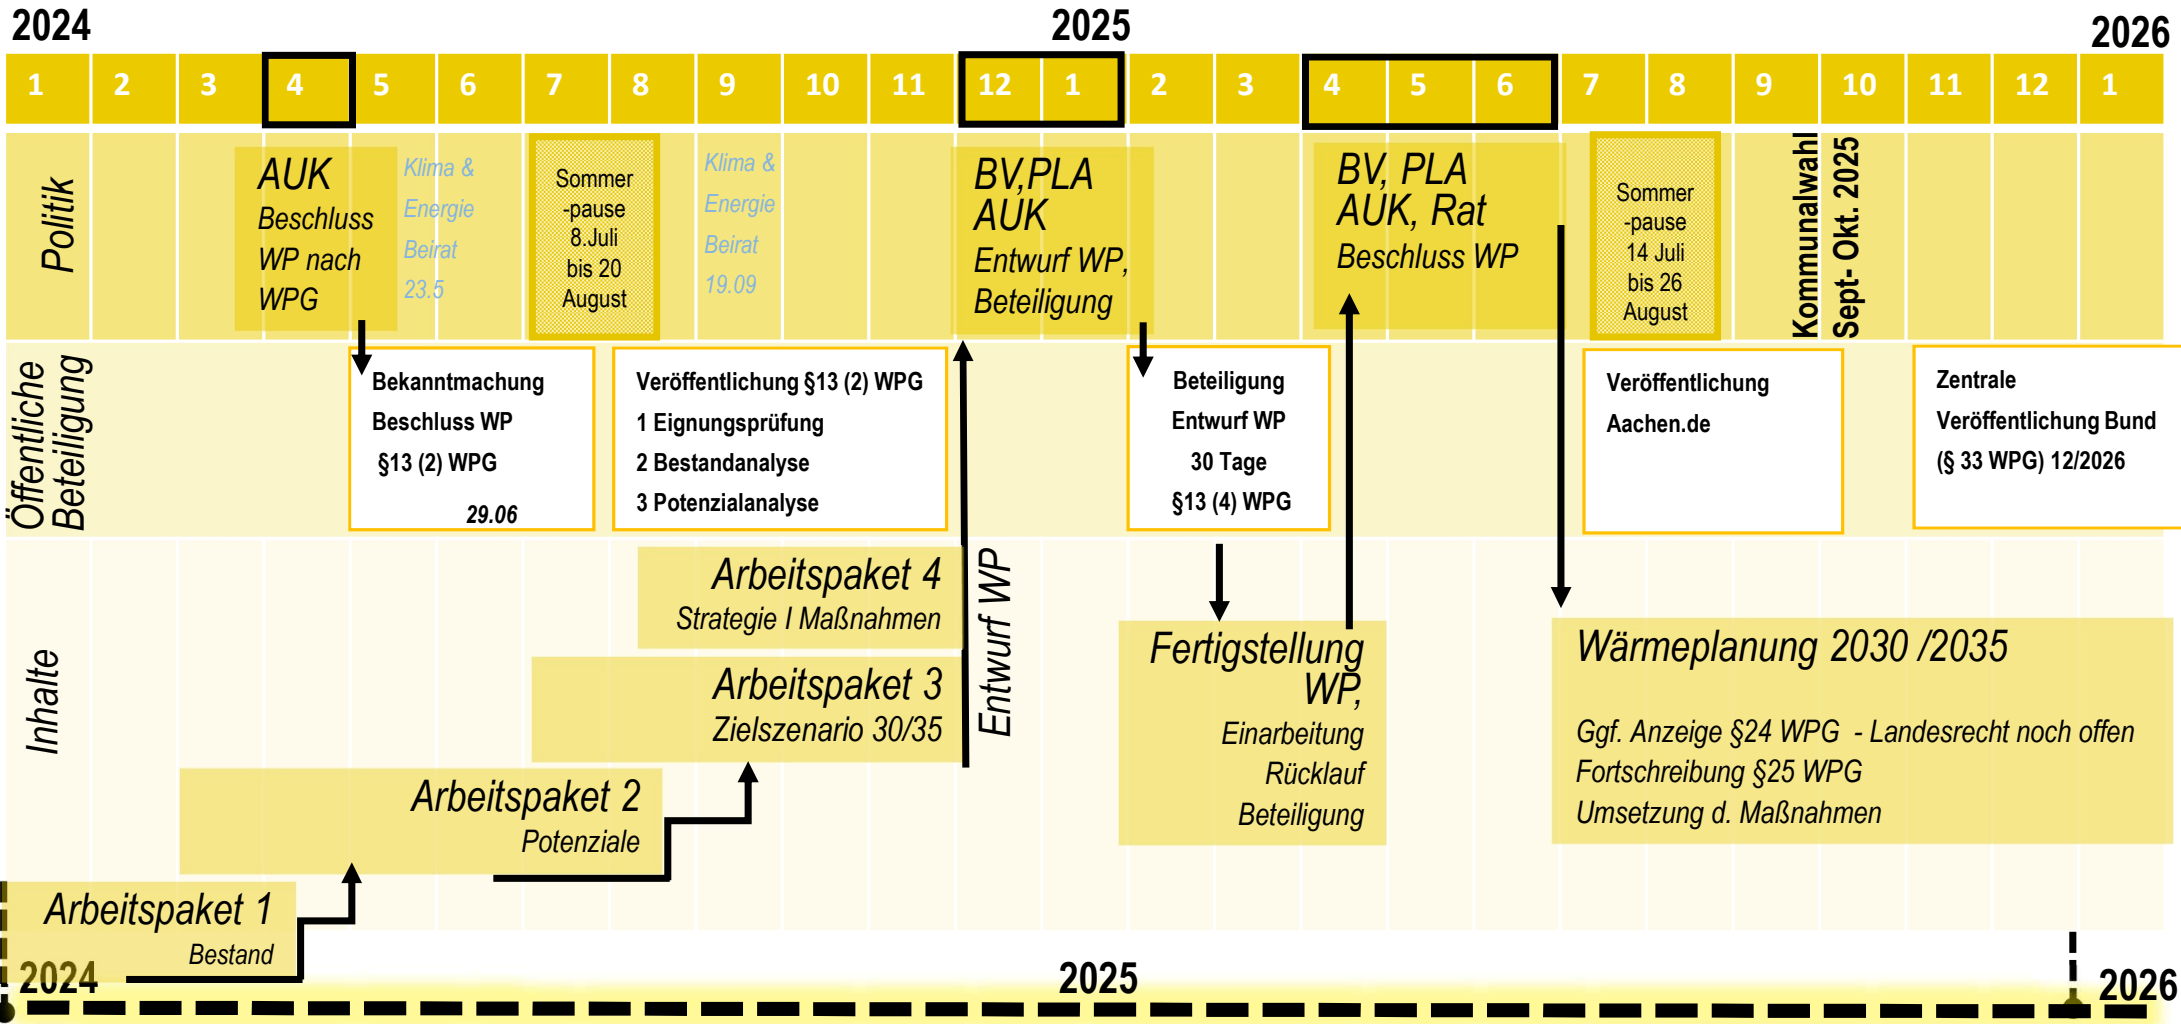 2024
2025
2026
1 2 3 4 5 6 7 8 9 10 11 12 1 2 3 4 5 6 7 8 9 10 11 12 1
Politik
AUK
Beschluss
WP nach
WPG
Klima &
Energie
Beirat
23.5
Sommer
-pause
8.Juli
bis 20
August
Klima &
Energie
Beirat
19.09
BV,PLA
AUK
Entwurf WP,
Beteiligung
BV, PLA
AUK, Rat
Beschluss WP
Sommer
-pause
14 Juli
bis 26
August
Kommunalwahl
Sept- Okt. 2025
Öffentliche
Beteiligung
Bekanntmachung
Beschluss WP
§13 (2) WPG
29.06
Veröffentlichung §13 (2) WPG
1 Eignungsprüfung
2 Bestandanalyse
3 Potenzialanalyse
Beteiligung
Entwurf WP
30 Tage
§13 (4) WPG
Veröffentlichung
Aachen.de
Zentrale
Veröffentlichung Bund
(§ 33 WPG) 12/2026
Inhalte
Arbeitspaket 4
Strategie I Maßnahmen
Arbeitspaket 3
Zielszenario 30/35
Arbeitspaket 2
Potenziale
Arbeitspaket 1
Bestand
Entwurf WP
Fertigstellung
WP,
Einarbeitung
Rücklauf
Beteiligung
Wärmeplanung 2030 /2035
Ggf. Anzeige §24 WPG - Landesrecht noch offen
Fortschreibung §25 WPG
Umsetzung d. Maßnahmen
2024
2025
2026